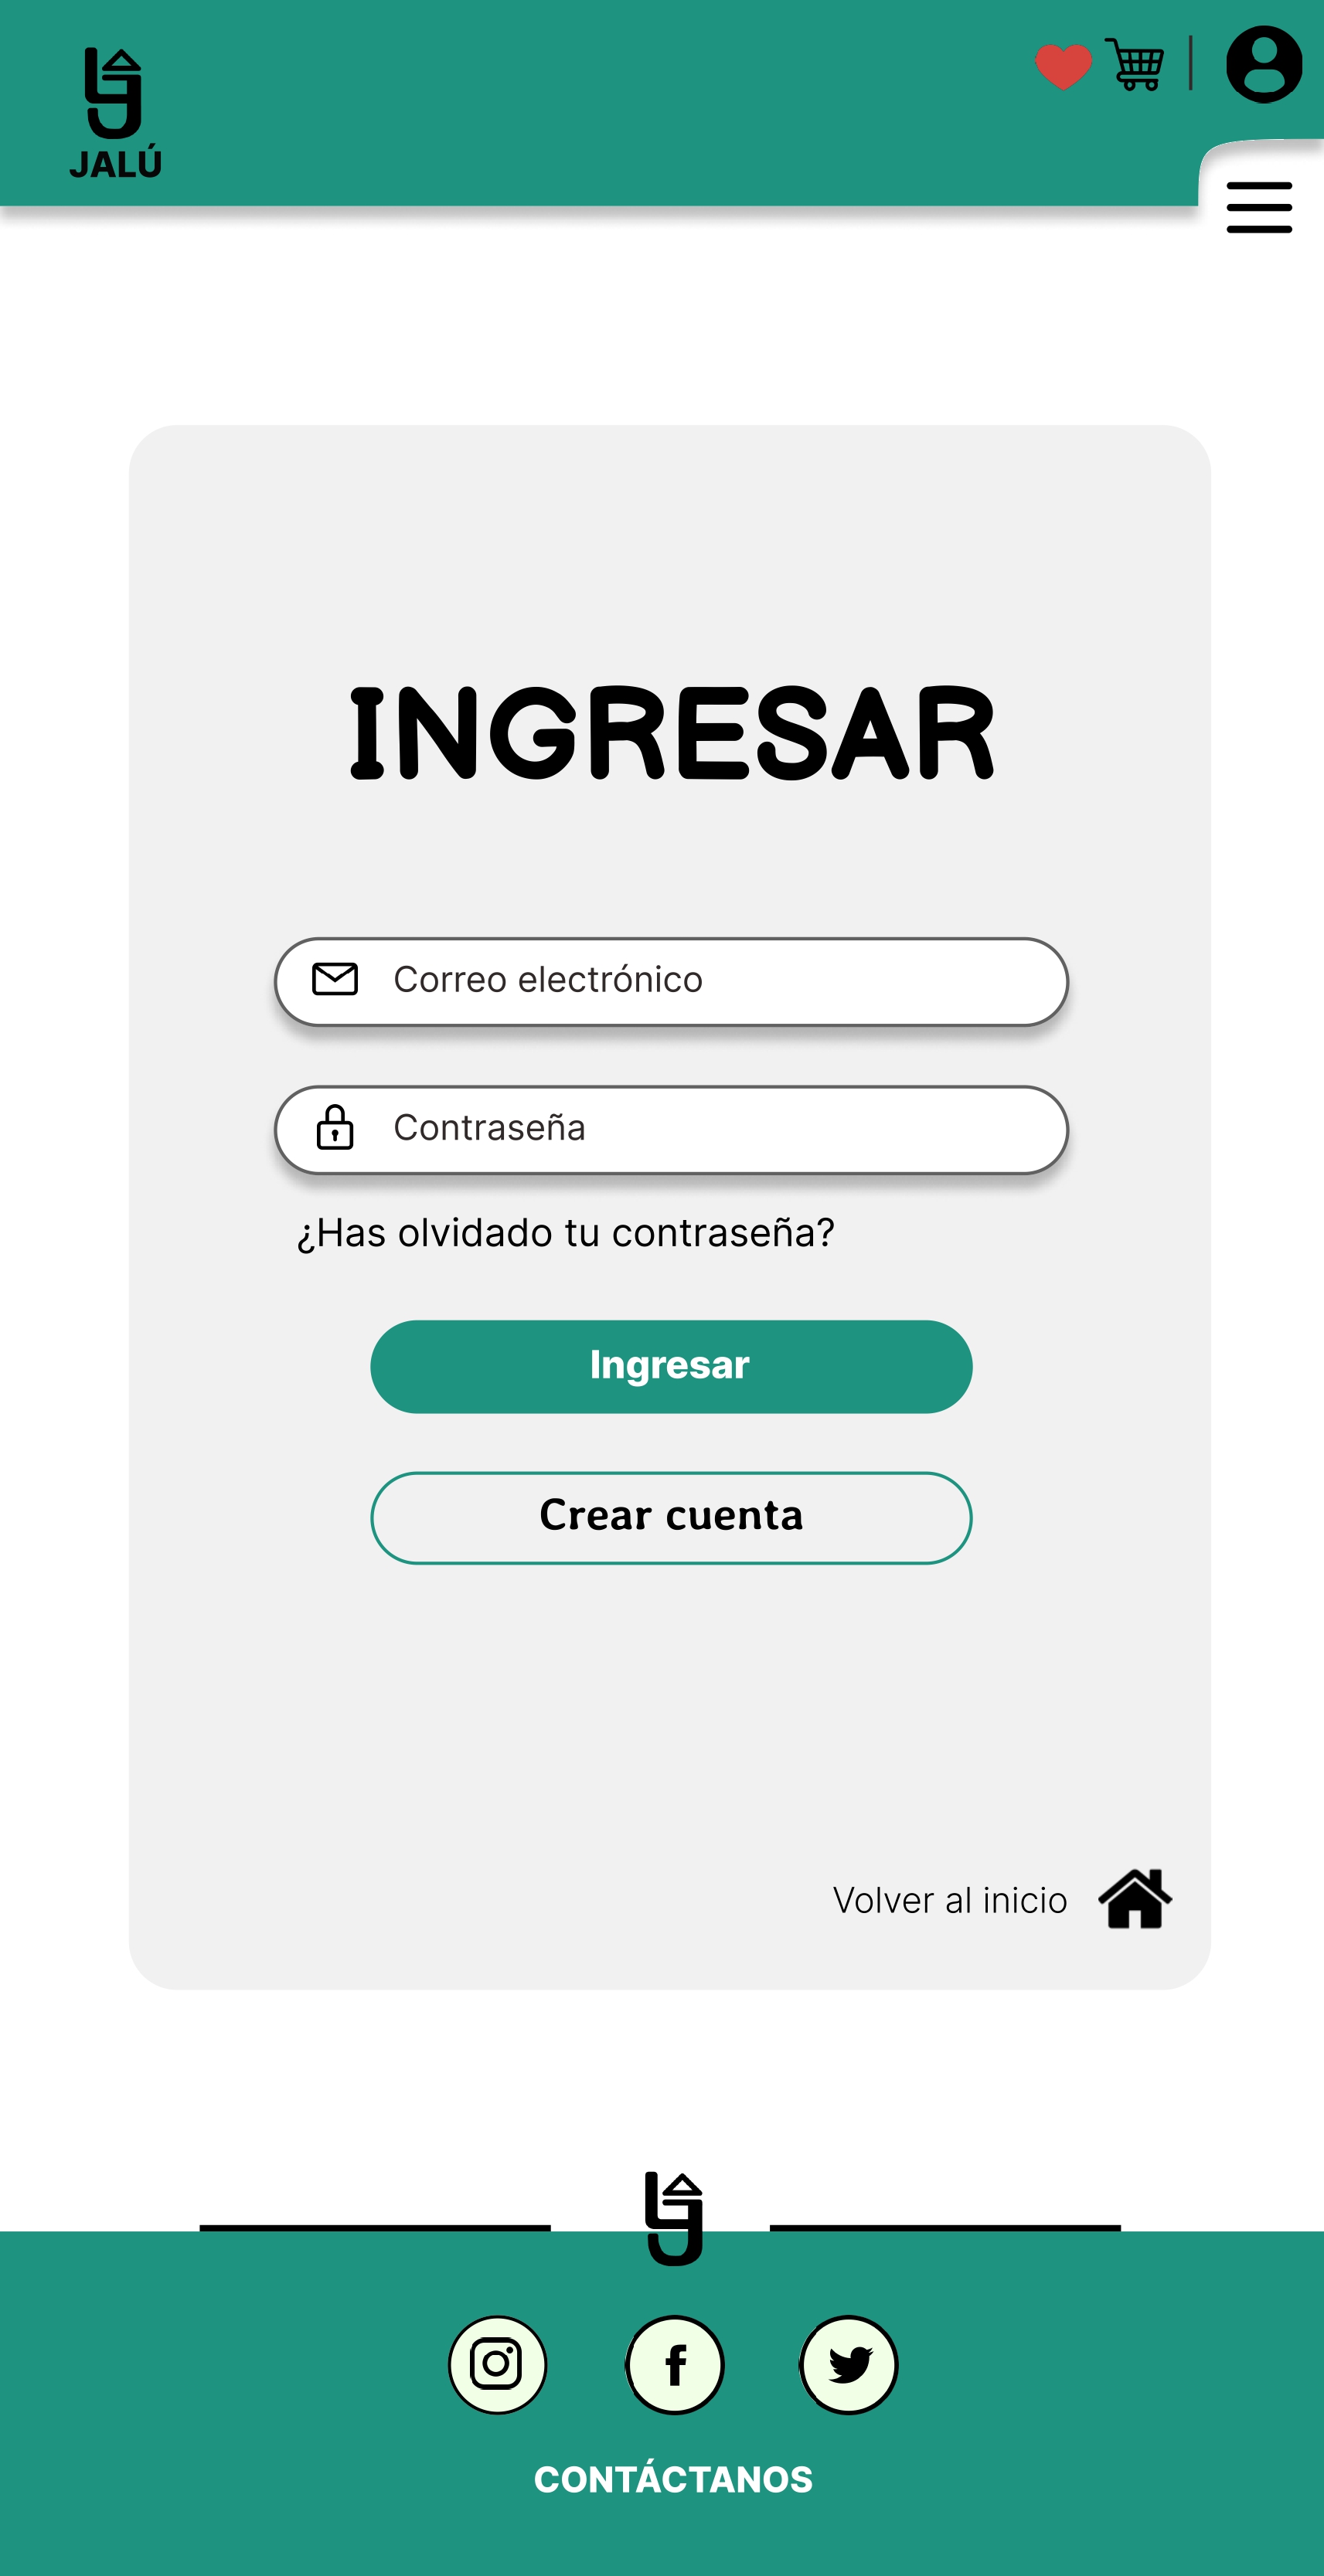 JALÚ
INGRESAR
Correo electrónico
Contraseña
¿Has olvidado tu contraseña?
Ingresar
Crear cuenta
Volver al inicio
CONTÁCTANOS